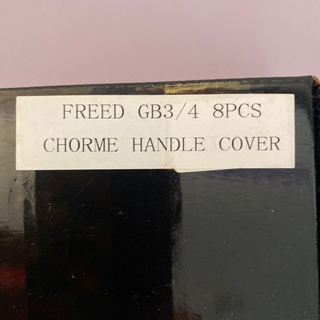 FREED GB3/4 8PCS
CHORME HANDLE COVER